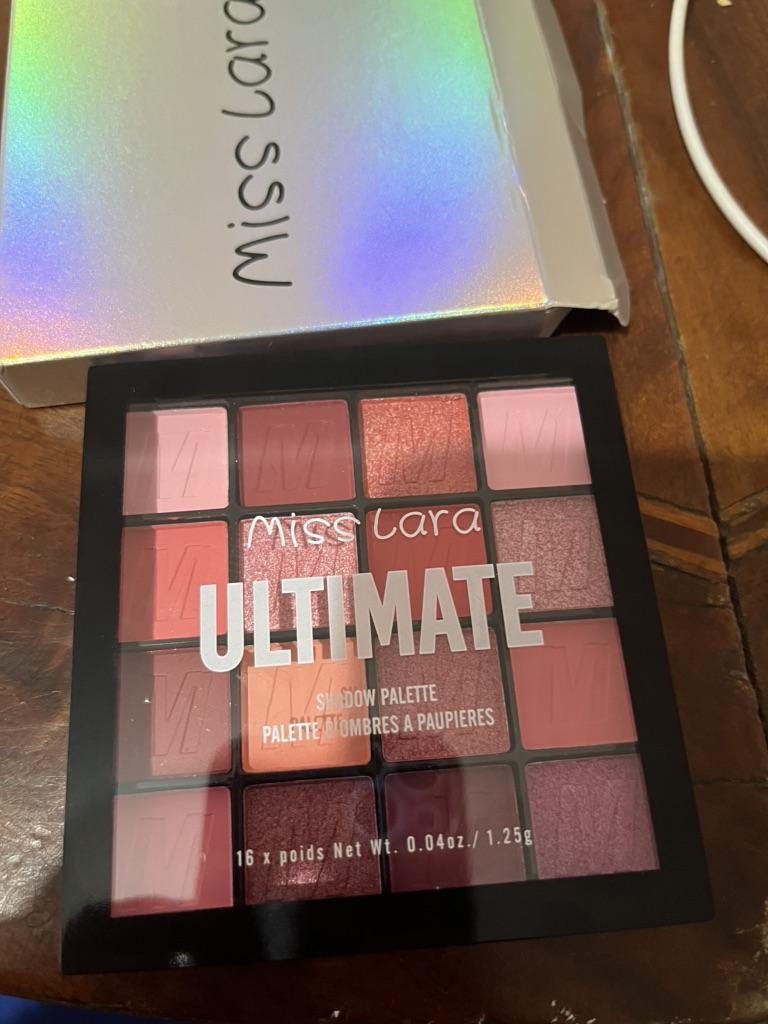 Miss Lara
Miss Lara
ULTIMATE
SHADOW PALETTE
PALETTE D'OMBRES A PAUPIERES
16 x poids Net Wt. 0.04oz./ 1.25g